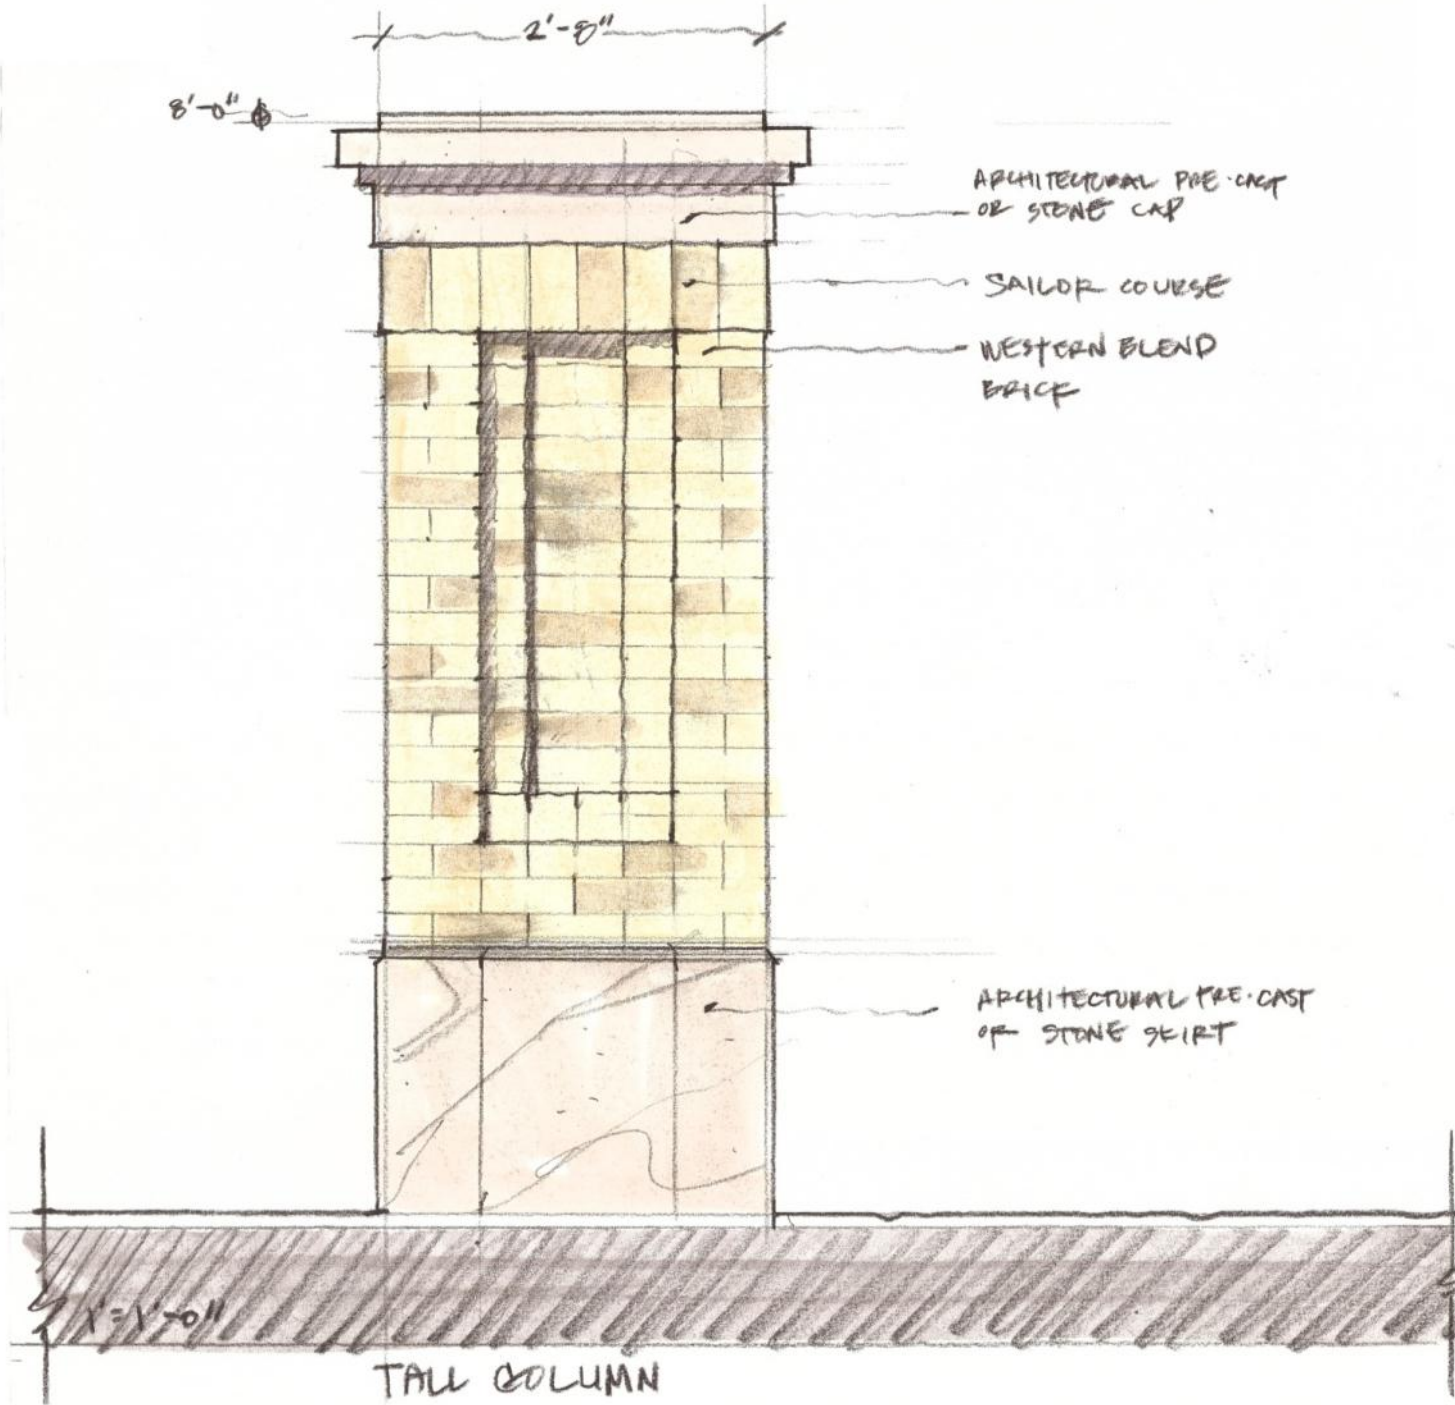 2'-8"
8'-0"
ARCHITECTURAL PRE-CAST
OR STONE CAP
SAILOR COURSE
WESTERN BLEND
BRICK
ARCHITECTURAL PRE-CAST
OR STONE SKIRT
1"=1'-0"
TALL COLUMN